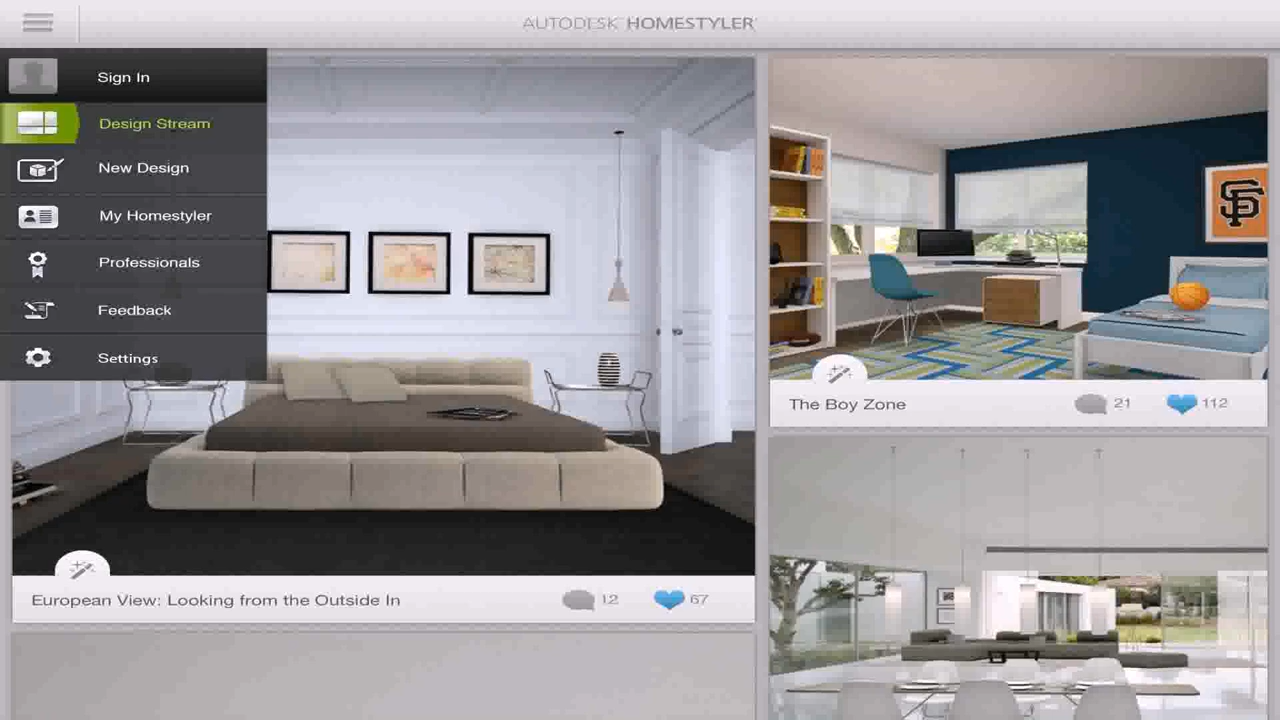 AUTODESK HOMESTYLER
Sign In
Design Stream
New Design
My Homestyler
Professionals
Feedback
Settings
SF
The Boy Zone 21 112
European View: Looking from the Outside In 12 67